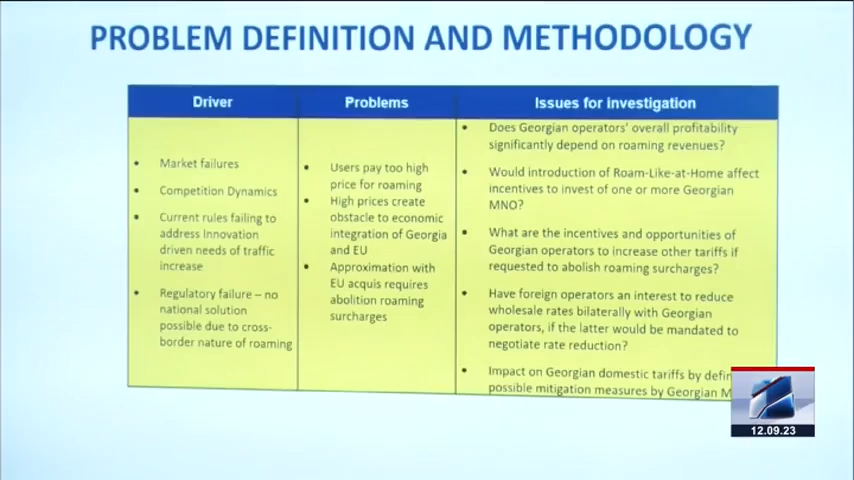 PROBLEM DEFINITION AND METHODOLOGY
Driver
Market failures
Competition Dynamics
Current rules failing to
address Innovation
driven needs of traffic
increase
Regulatory failure – no
national solution
possible due to cross-
border nature of roaming
Problems
Users pay too high
price for roaming
High prices create
obstacle to economic
integration of Georgia
and EU
Approximation with
EU acquis requires
abolition roaming
surcharges
Issues for investigation
Does Georgian operators' overall profitability
significantly depend on roaming revenues?
Would introduction of Roam-Like-at-Home affect
incentives to invest of one or more Georgian
MNO?
What are the incentives and opportunities of
Georgian operators to increase other tariffs if
requested to abolish roaming surcharges?
Have foreign operators an interest to reduce
wholesale rates bilaterally with Georgian
operators, if the latter would be mandated to
negotiate rate reduction?
Impact on Georgian domestic tariffs by
possible mitigation measures by Georgian
12.09.23